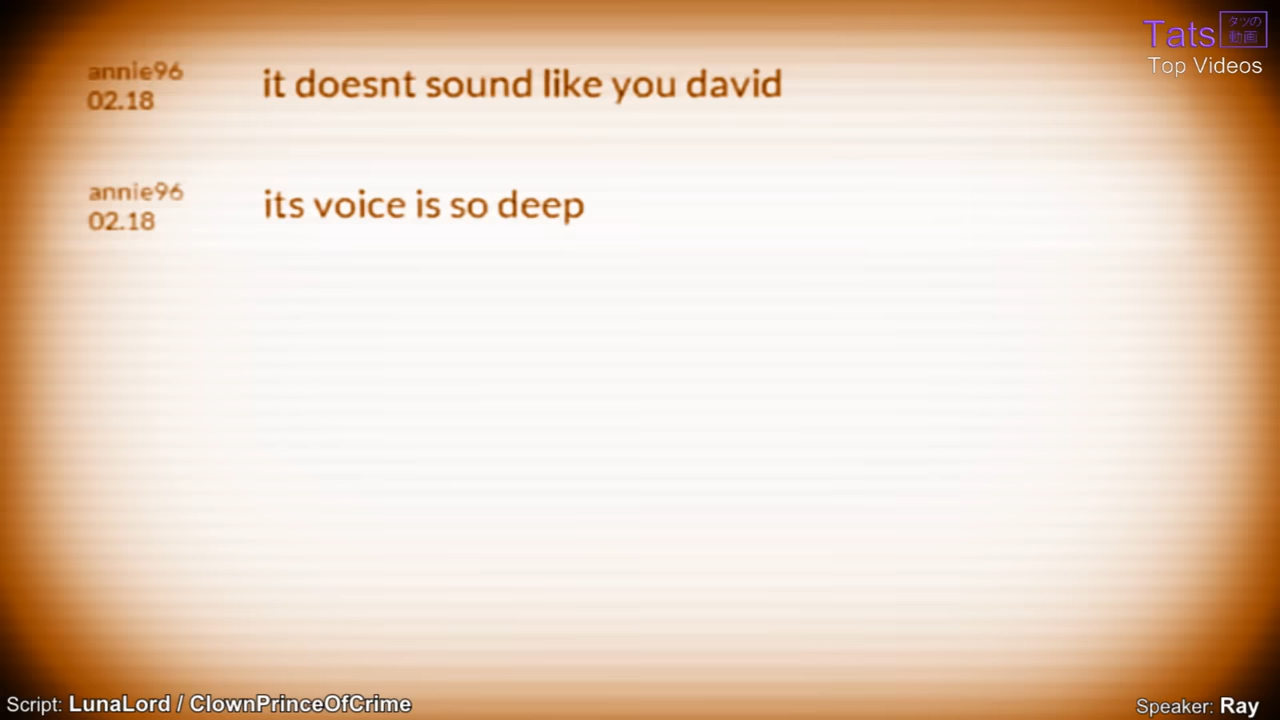 annie96
02.18
it doesnt sound like you david
annie96
02.18
its voice is so deep
Tats タツの動画
Top Videos
Script: LunaLord / ClownPrinceOfCrime
Speaker: Ray